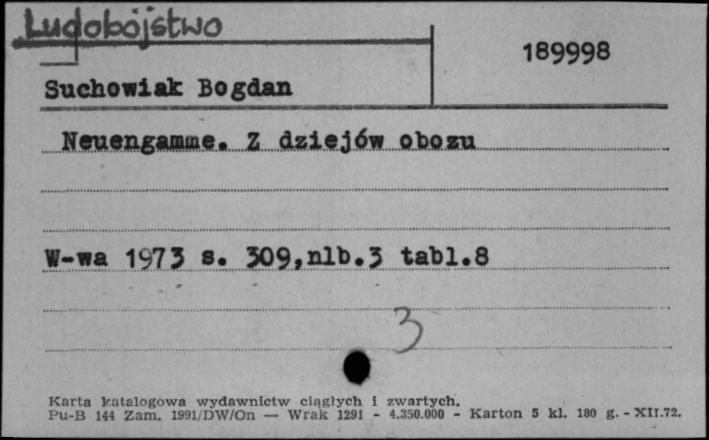 Ludobójstwo
189998
Suchowiak Bogdan
Neuengamme. Z dziejów obozu
W-wa 1973 s. 309,nlb.3 tabl.8
3
Karta katalogowa wydawnictw ciągłych i zwartych.
Pu-B 144 Zam. 1991/DW/On — Wrak 1291 - 4.350.000 - Karton 5 kl. 180 g. - XII.72.